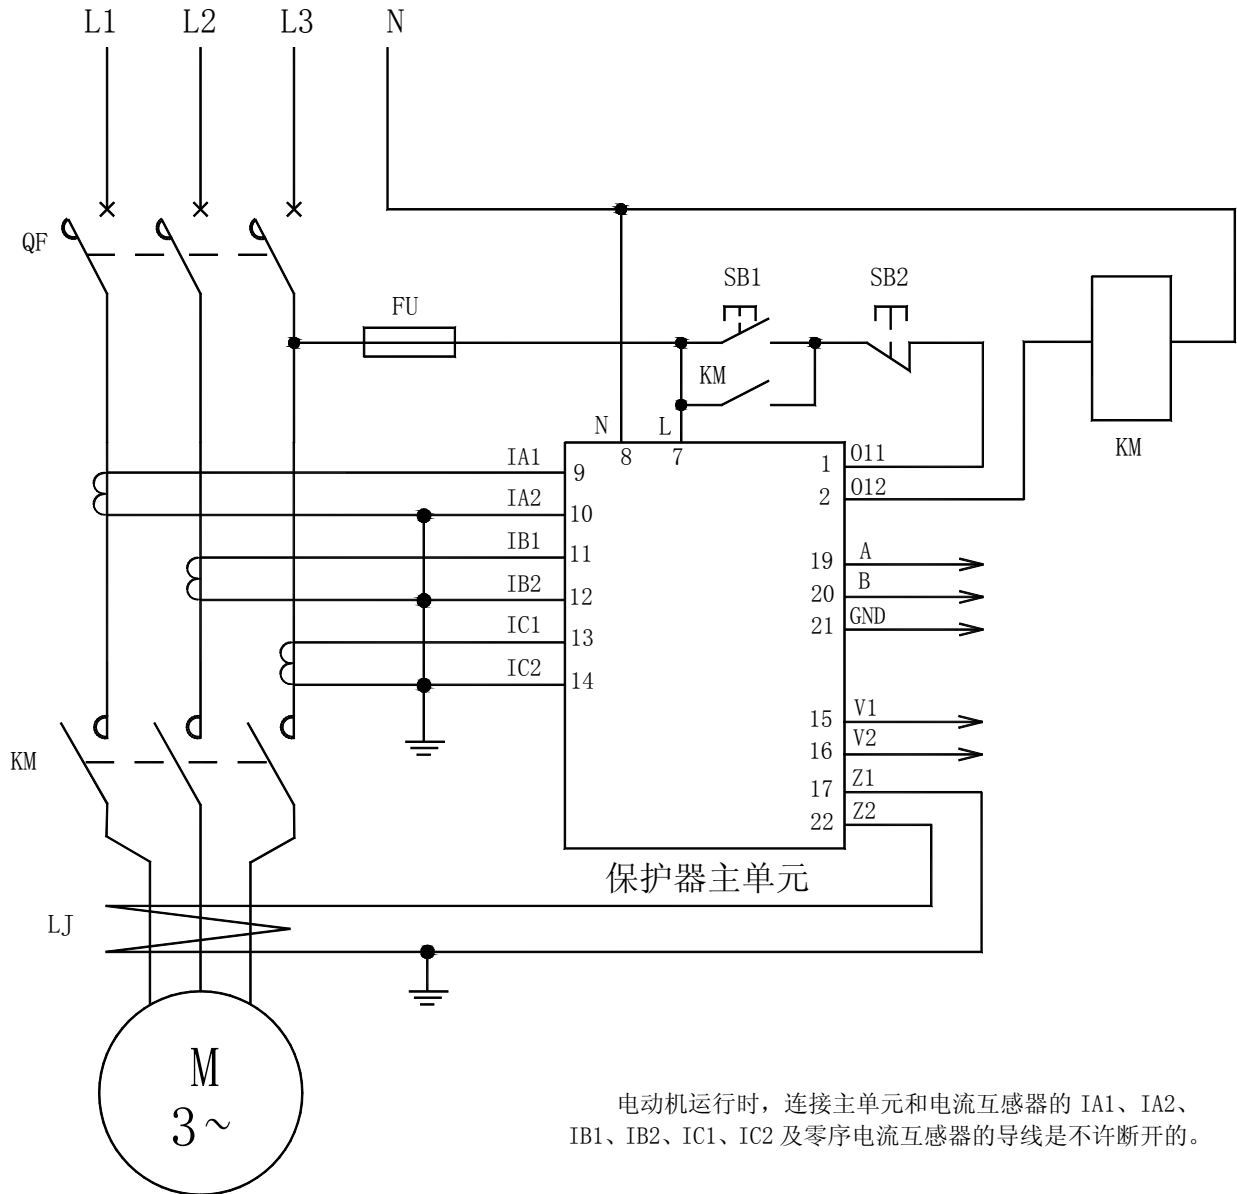 L1 L2 L3 N
QF
SB1 SB2
FU
KM
KM
N L
8 7
IA1 9
IA2 10
IB1 11
IB2 12
IC1 13
IC2 14
1 O11
2 O12
19 A
20 B
21 GND
15 V1
16 V2
17 Z1
22 Z2
KM
保护器主单元
LJ
M
3~
电动机运行时，连接主单元和电流互感器的 IA1、IA2、
IB1、IB2、IC1、IC2 及零序电流互感器的导线是不许断开的。